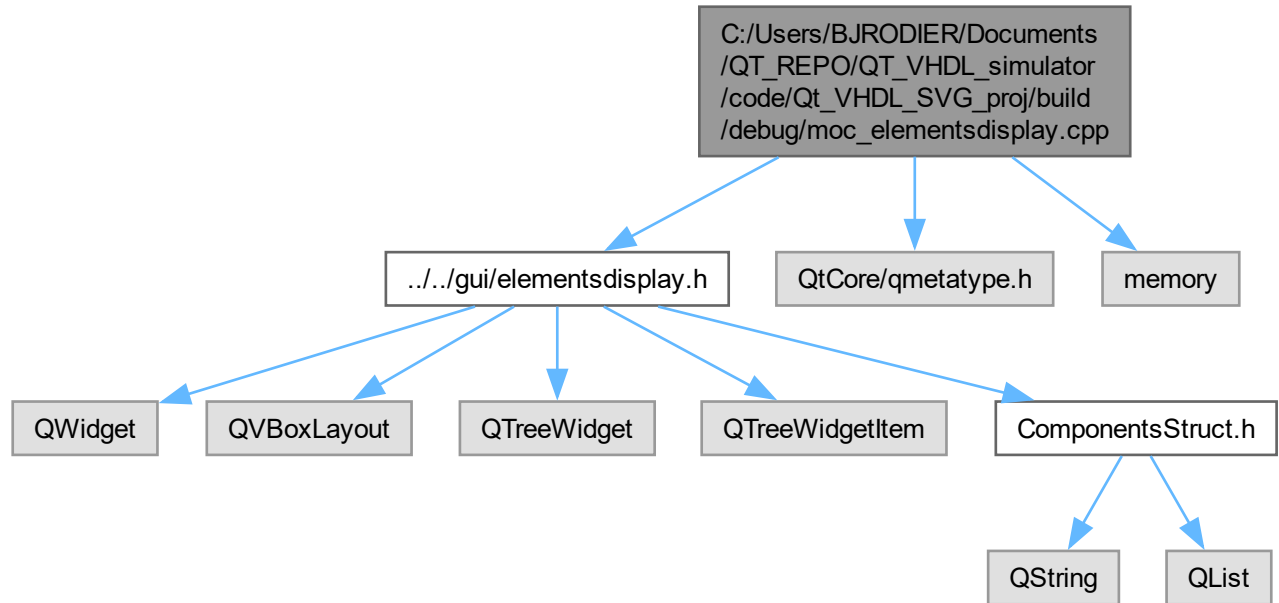 C:/Users/BJRODIER/Documents
/QT_REPO/QT_VHDL_simulator
/code/Qt_VHDL_SVG_proj/build
/debug/moc_elementsdisplay.cpp
../../gui/elementsdisplay.h
QtCore/qmetatype.h
memory
QWidget
QVBoxLayout
QTreeWidget
QTreeWidgetItem
ComponentsStruct.h
QString
QList